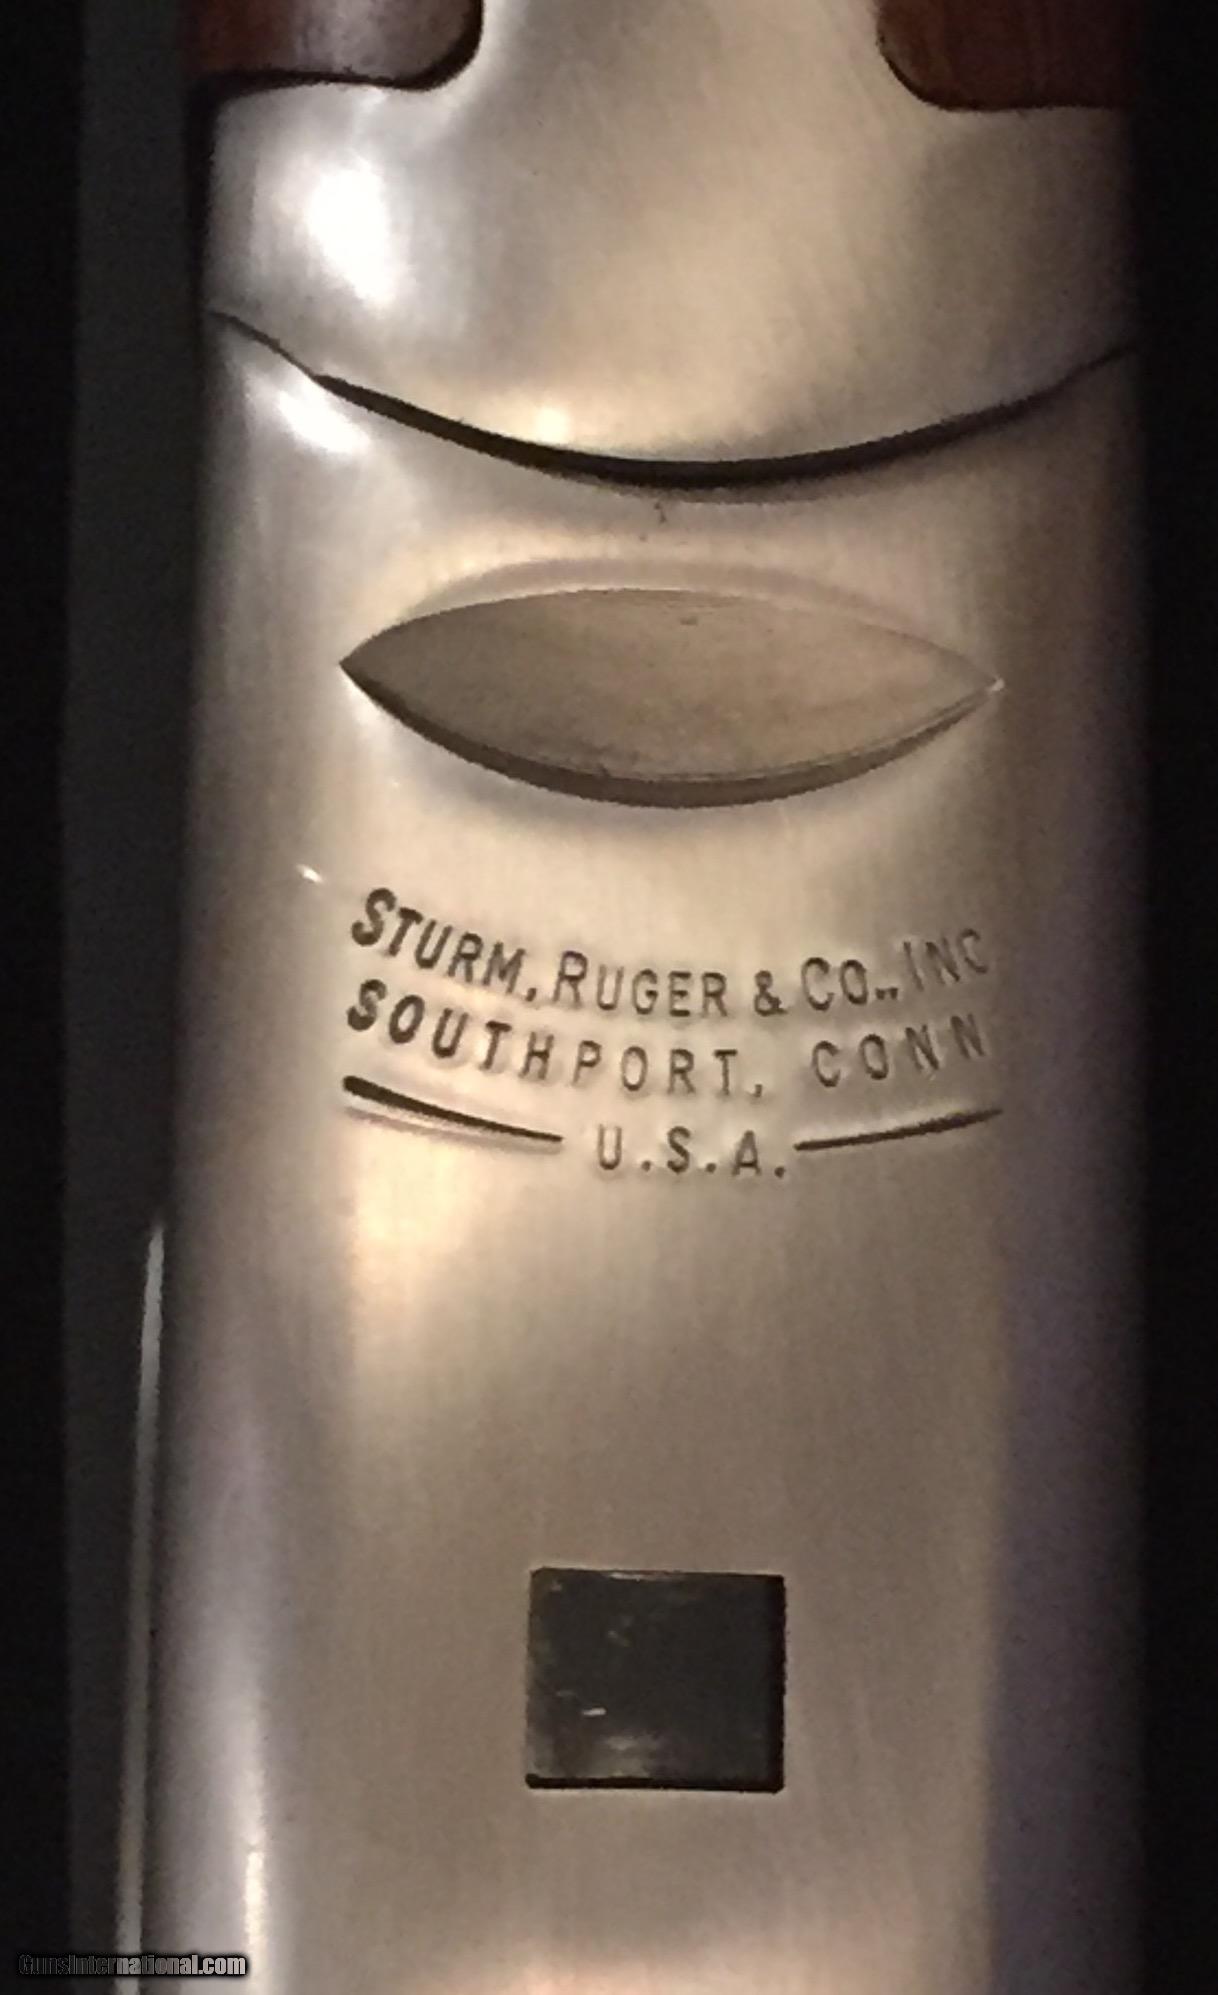 STURM, RUGER & CO., INC
SOUTHPORT, CONN
U.S.A.
GunsInternational.com